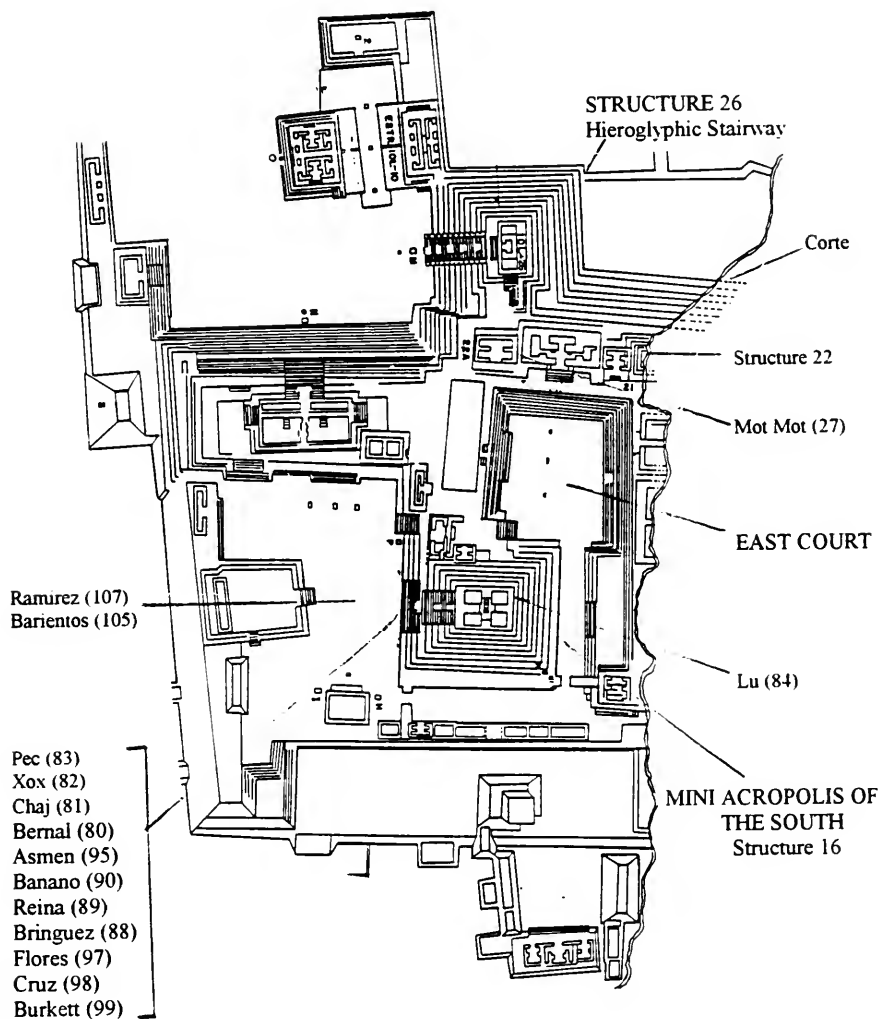 STRUCTURE 26
Hieroglyphic Stairway
Corte
Structure 22
Mot Mot (27)
EAST COURT
Ramirez (107)
Barientos (105)
Lu (84)
Pec (83)
Xox (82)
Chaj (81)
Bernal (80)
Asmen (95)
Banano (90)
Reina (89)
Bringuez (88)
Flores (97)
Cruz (98)
Burkett (99)
MINI ACROPOLIS OF
THE SOUTH
Structure 16